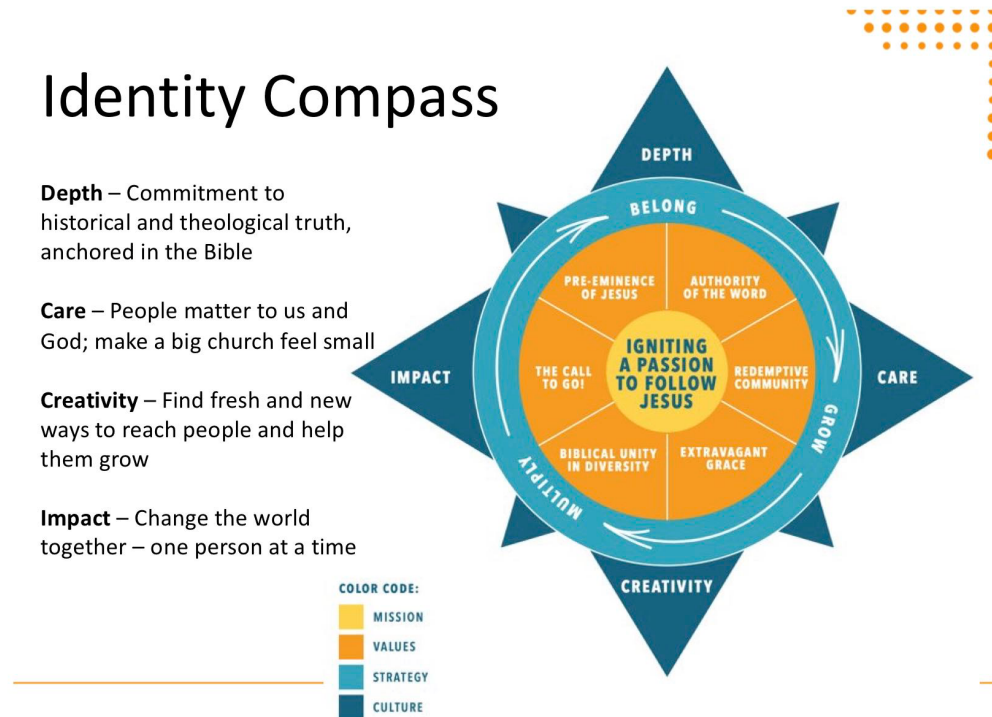 Identity Compass
Depth – Commitment to
historical and theological truth,
anchored in the Bible
Care – People matter to us and
God; make a big church feel small
Creativity – Find fresh and new
ways to reach people and help
them grow
Impact – Change the world
together – one person at a time
DEPTH
BELONG
PRE-EMINENCE
OF JESUS
AUTHORITY
OF THE WORD
IMPACT
THE CALL
TO GO!
IGNITING
A PASSION
TO FOLLOW
JESUS
REDEMPTIVE
COMMUNITY
CARE
GROW
BIBLICAL UNITY
IN DIVERSITY
EXTRAVAGANT
GRACE
MULTIPLY
CREATIVITY
COLOR CODE:
MISSION
VALUES
STRATEGY
CULTURE